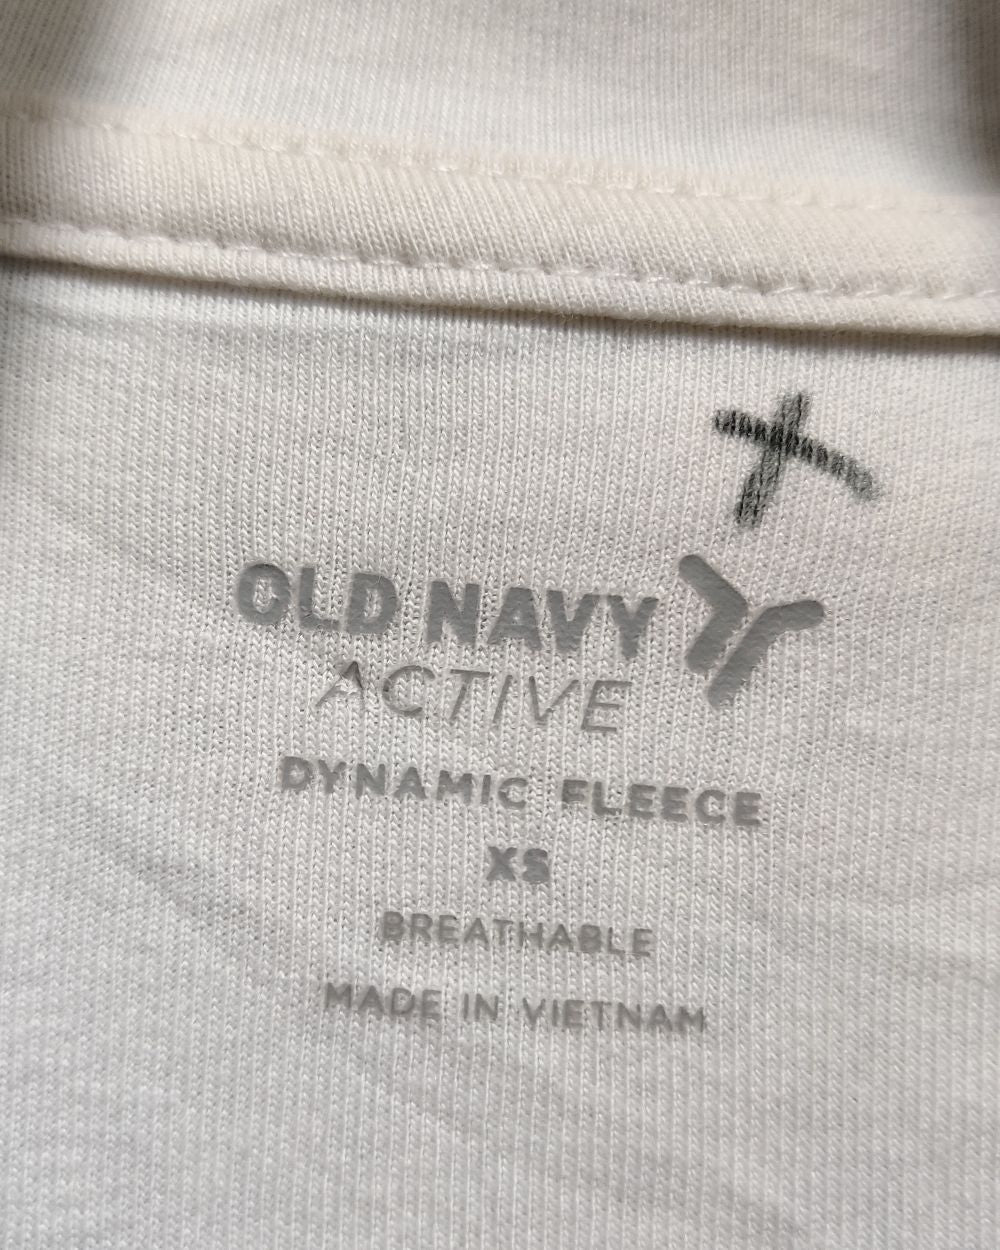 OLD NAVY
ACTIVE
DYNAMIC FLEECE
XS
BREATHABLE
MADE IN VIETNAM